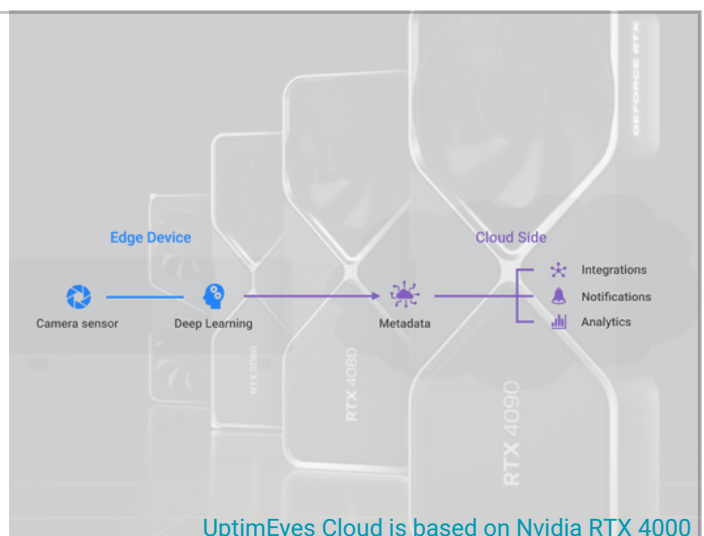 GEFORCE RTX
Edge Device
Cloud Side
Integrations
Notifications
Analytics
Camera sensor
Deep Learning
Metadata
RTX 4080
RTX 4090
UptimEyes Cloud is based on Nvidia RTX 4000